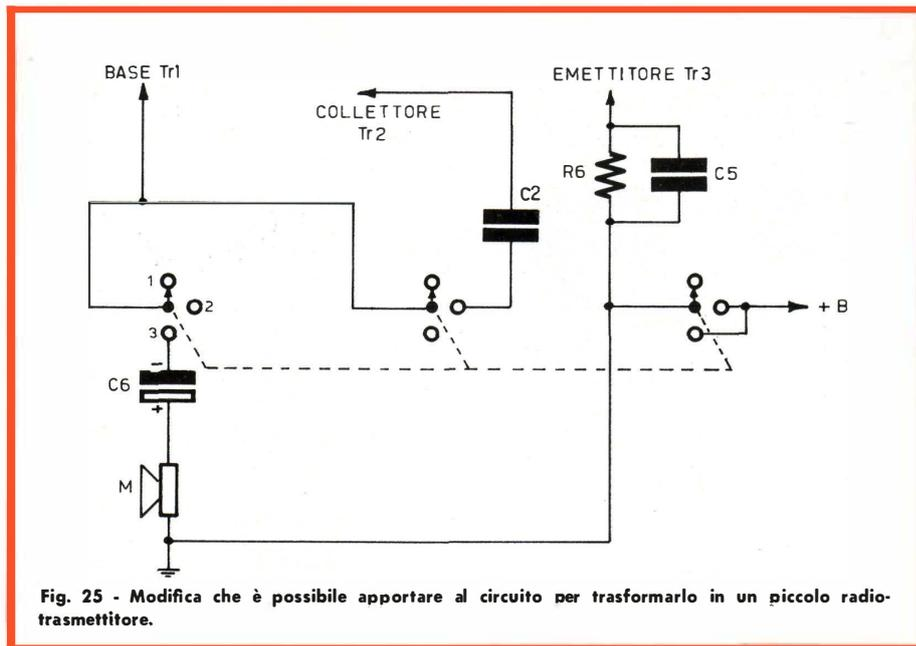 BASE Tr1
COLLETTORE
Tr2
EMETTITORE Tr3
R6
C5
C2
1
2
3
+ B
−
C6
+
M
Fig. 25 - Modifica che è possibile apportare al circuito per trasformarlo in un piccolo radio-
trasmettitore.